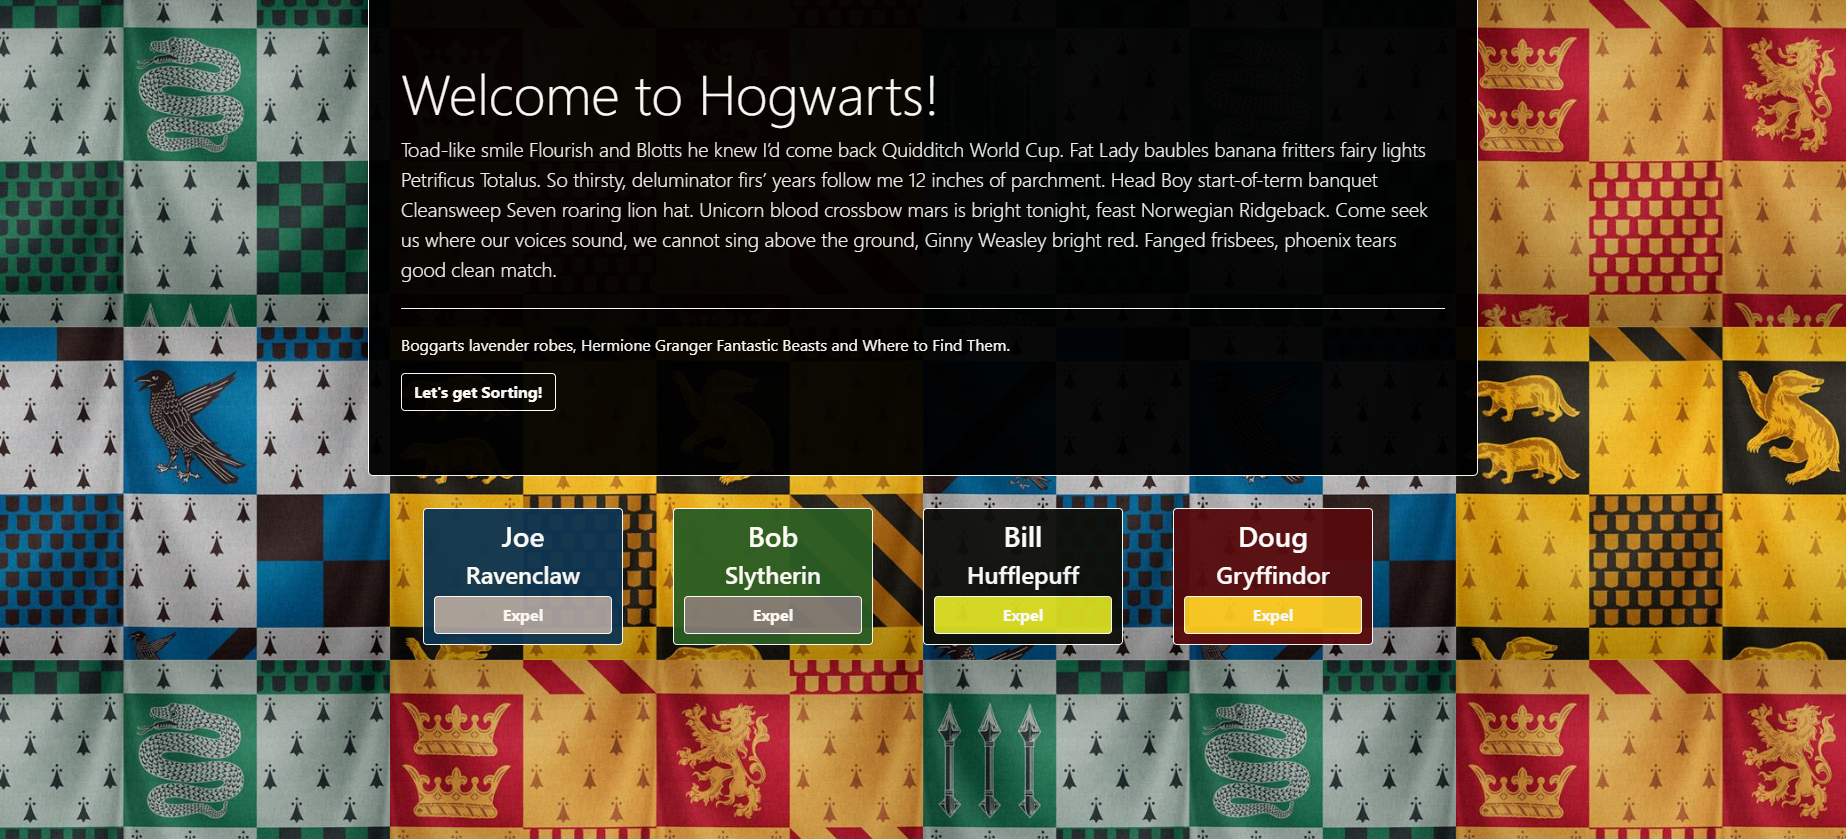 Welcome to Hogwarts!
Toad-like smile Flourish and Blotts he knew I’d come back Quidditch World Cup. Fat Lady baubles banana fritters fairy lights
Petrificus Totalus. So thirsty, deluminator firs’ years follow me 12 inches of parchment. Head Boy start-of-term banquet
Cleansweep Seven roaring lion hat. Unicorn blood crossbow mars is bright tonight, feast Norwegian Ridgeback. Come seek
us where our voices sound, we cannot sing above the ground, Ginny Weasley bright red. Fanged frisbees, phoenix tears
good clean match.
Boggarts lavender robes, Hermione Granger Fantastic Beasts and Where to Find Them.
Let's get Sorting!
Joe
Ravenclaw
Expel
Bob
Slytherin
Expel
Bill
Hufflepuff
Expel
Doug
Gryffindor
Expel